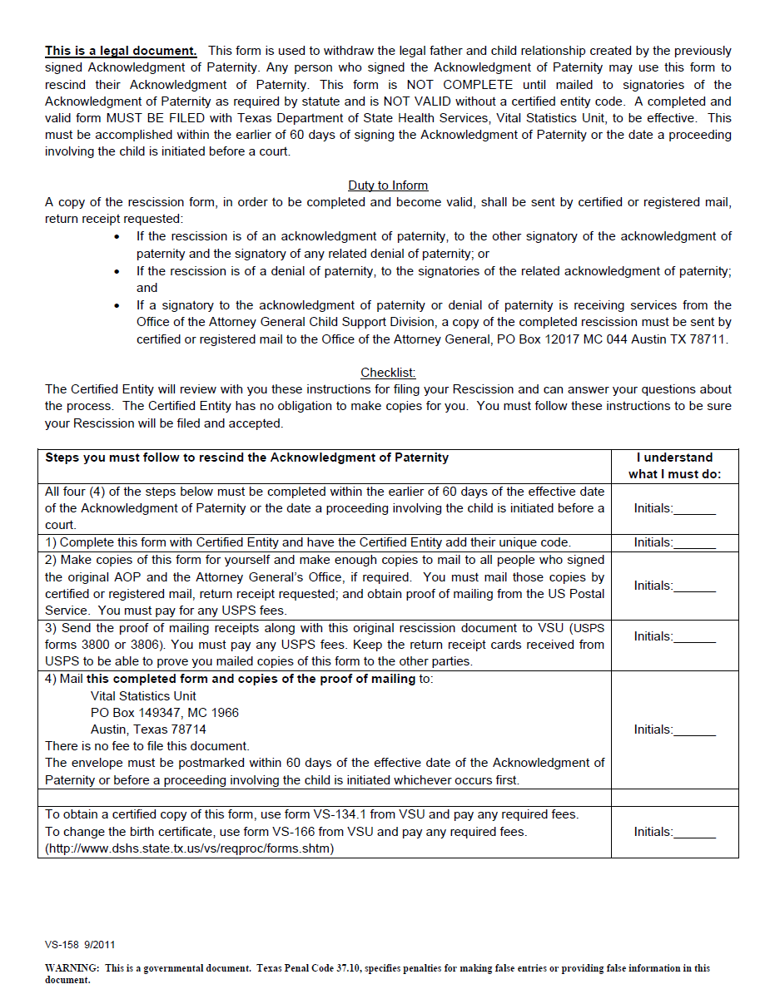 This is a legal document. This form is used to withdraw the legal father and child relationship created by the previously
signed Acknowledgment of Paternity. Any person who signed the Acknowledgment of Paternity may use this form to
rescind their Acknowledgment of Paternity. This form is NOT COMPLETE until mailed to signatories of the
Acknowledgment of Paternity as required by statute and is NOT VALID without a certified entity code. A completed and
valid form MUST BE FILED with Texas Department of State Health Services, Vital Statistics Unit, to be effective. This
must be accomplished within the earlier of 60 days of signing the Acknowledgment of Paternity or the date a proceeding
involving the child is initiated before a court.
Duty to Inform
A copy of the rescission form, in order to be completed and become valid, shall be sent by certified or registered mail,
return receipt requested:
• If the rescission is of an acknowledgment of paternity, to the other signatory of the acknowledgment of
paternity and the signatory of any related denial of paternity; or
• If the rescission is of a denial of paternity, to the signatories of the related acknowledgment of paternity;
and
• If a signatory to the acknowledgment of paternity or denial of paternity is receiving services from the
Office of the Attorney General Child Support Division, a copy of the completed rescission must be sent by
certified or registered mail to the Office of the Attorney General, PO Box 12017 MC 044 Austin TX 78711.
Checklist:
The Certified Entity will review with you these instructions for filing your Rescission and can answer your questions about
the process. The Certified Entity has no obligation to make copies for you. You must follow these instructions to be sure
your Rescission will be filed and accepted.
Steps you must follow to rescind the Acknowledgment of Paternity
I understand
what I must do:
All four (4) of the steps below must be completed within the earlier of 60 days of the effective date
of the Acknowledgment of Paternity or the date a proceeding involving the child is initiated before a
court.
Initials:______
1) Complete this form with Certified Entity and have the Certified Entity add their unique code.
Initials:______
2) Make copies of this form for yourself and make enough copies to mail to all people who signed
the original AOP and the Attorney General's Office, if required. You must mail those copies by
certified or registered mail, return receipt requested; and obtain proof of mailing from the US Postal
Service. You must pay for any USPS fees.
Initials:______
3) Send the proof of mailing receipts along with this original rescission document to VSU (USPS
forms 3800 or 3806). You must pay any USPS fees. Keep the return receipt cards received from
USPS to be able to prove you mailed copies of this form to the other parties.
Initials:______
4) Mail this completed form and copies of the proof of mailing to:
Vital Statistics Unit
PO Box 149347, MC 1966
Austin, Texas 78714
There is no fee to file this document.
The envelope must be postmarked within 60 days of the effective date of the Acknowledgment of
Paternity or before a proceeding involving the child is initiated whichever occurs first.
Initials:______
To obtain a certified copy of this form, use form VS-134.1 from VSU and pay any required fees.
To change the birth certificate, use form VS-166 from VSU and pay any required fees.
(http://www.dshs.state.tx.us/vs/reqproc/forms.shtm)
Initials:______
VS-158 9/2011
WARNING: This is a governmental document. Texas Penal Code 37.10, specifies penalties for making false entries or providing false information in this
document.